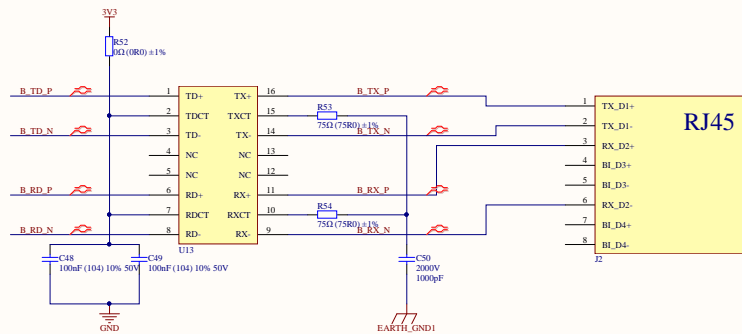 3V3
R52
0Ω (0R0) ±1%
B_TD_P
1
TD+
TX+
16
B_TX_P
2
TDCT
TXCT
15
R53
75Ω (75R0) ±1%
B_TD_N
3
TD-
TX-
14
B_TX_N
4
NC
NC
13
5
NC
NC
12
B_RD_P
6
RD+
RX+
11
B_RX_P
7
RDCT
RXCT
10
R54
75Ω (75R0) ±1%
B_RD_N
8
RD-
RX-
9
B_RX_N
U13
RJ45
1
TX_D1+
2
TX_D1-
3
RX_D2+
4
BI_D3+
5
BI_D3-
6
RX_D2-
7
BI_D4+
8
BI_D4-
J2
C48
100nF (104) 10% 50V
C49
100nF (104) 10% 50V
C50
2000V
1000pF
GND
EARTH_GND1